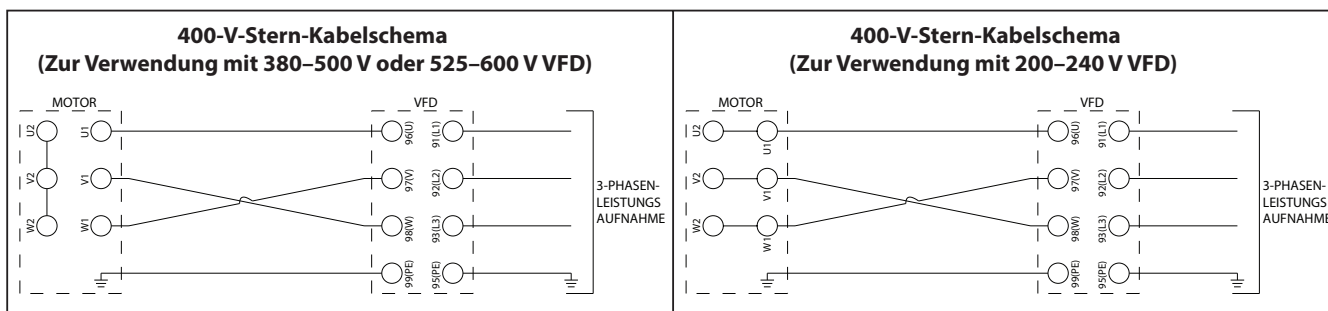 400-V-Stern-Kabelschema
(Zur Verwendung mit 380–500 V oder 525–600 V VFD)
MOTOR
VFD
U2
U1
96(U)
91(L1)
V2
V1
97(V)
92(L2)
W2
W1
98(W)
93(L3)
99(PE)
95(PE)
3-PHASEN-
LEISTUNGS
AUFNAHME
400-V-Stern-Kabelschema
(Zur Verwendung mit 200–240 V VFD)
MOTOR
VFD
U2
U1
96(U)
91(L1)
V2
V1
97(V)
92(L2)
W2
W1
98(W)
93(L3)
99(PE)
95(PE)
3-PHASEN-
LEISTUNGS
AUFNAHME